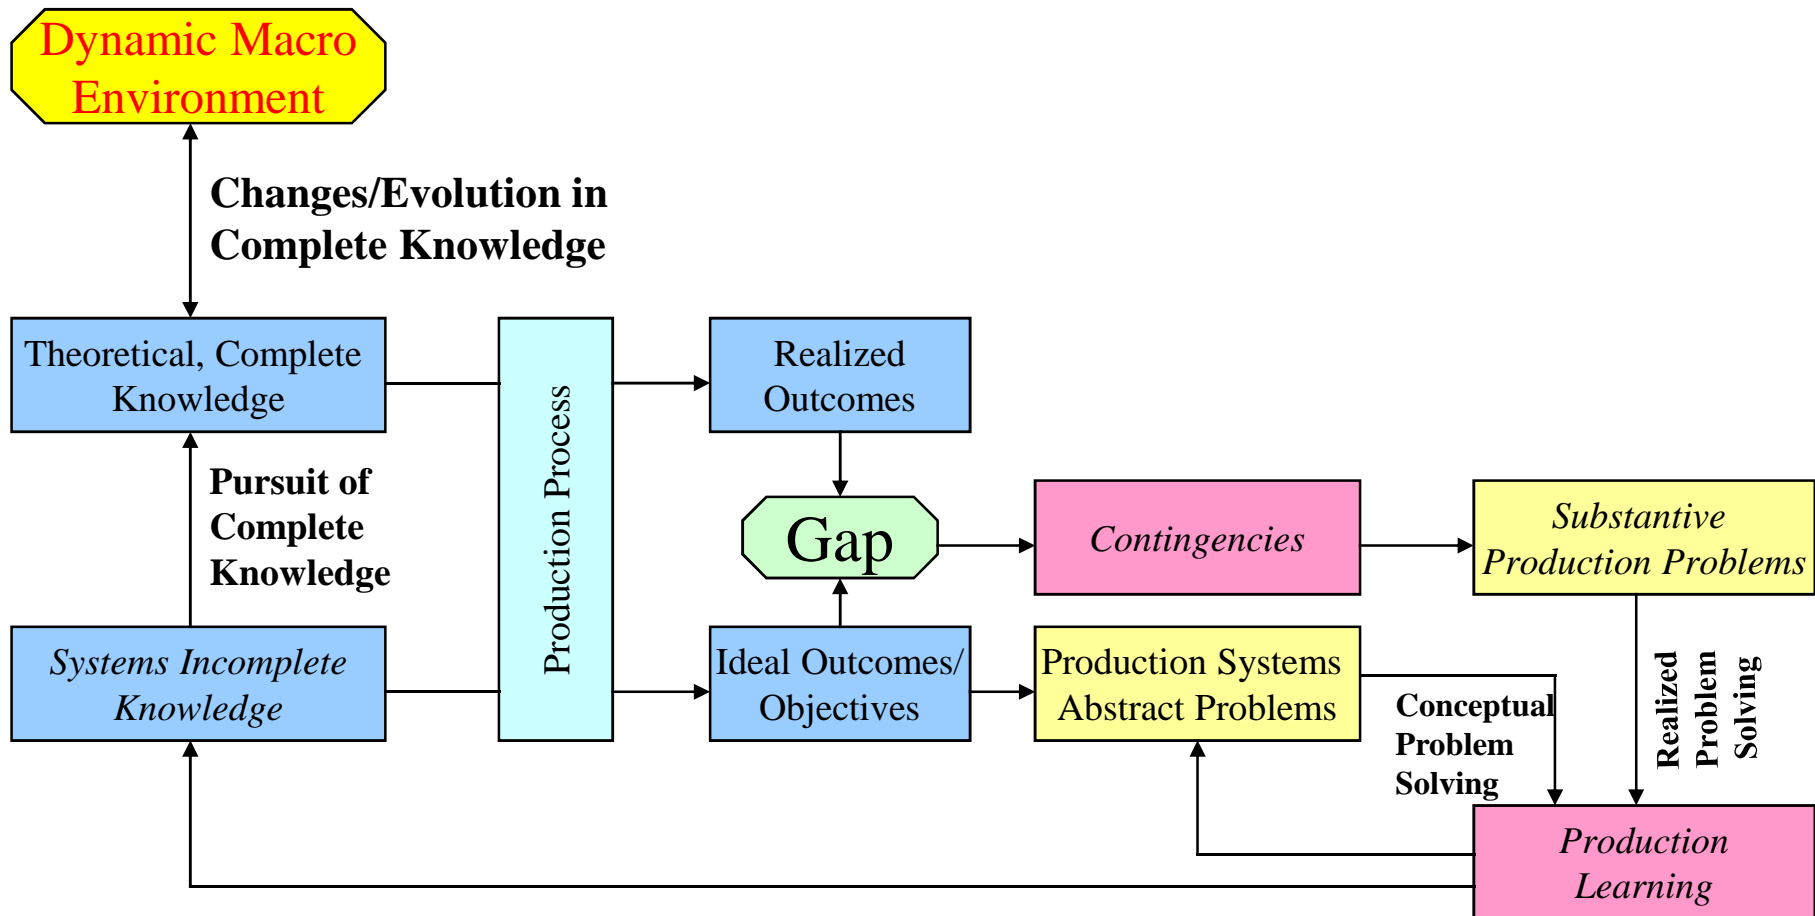 Dynamic Macro
Environment
Changes/Evolution in
Complete Knowledge
Theoretical, Complete
Knowledge
Production Process
Realized
Outcomes
Pursuit of
Complete
Knowledge
Gap
Contingencies
Substantive
Production Problems
Systems Incomplete
Knowledge
Ideal Outcomes/
Objectives
Production Systems
Abstract Problems
Conceptual
Problem
Solving
Realized
Problem
Solving
Production
Learning